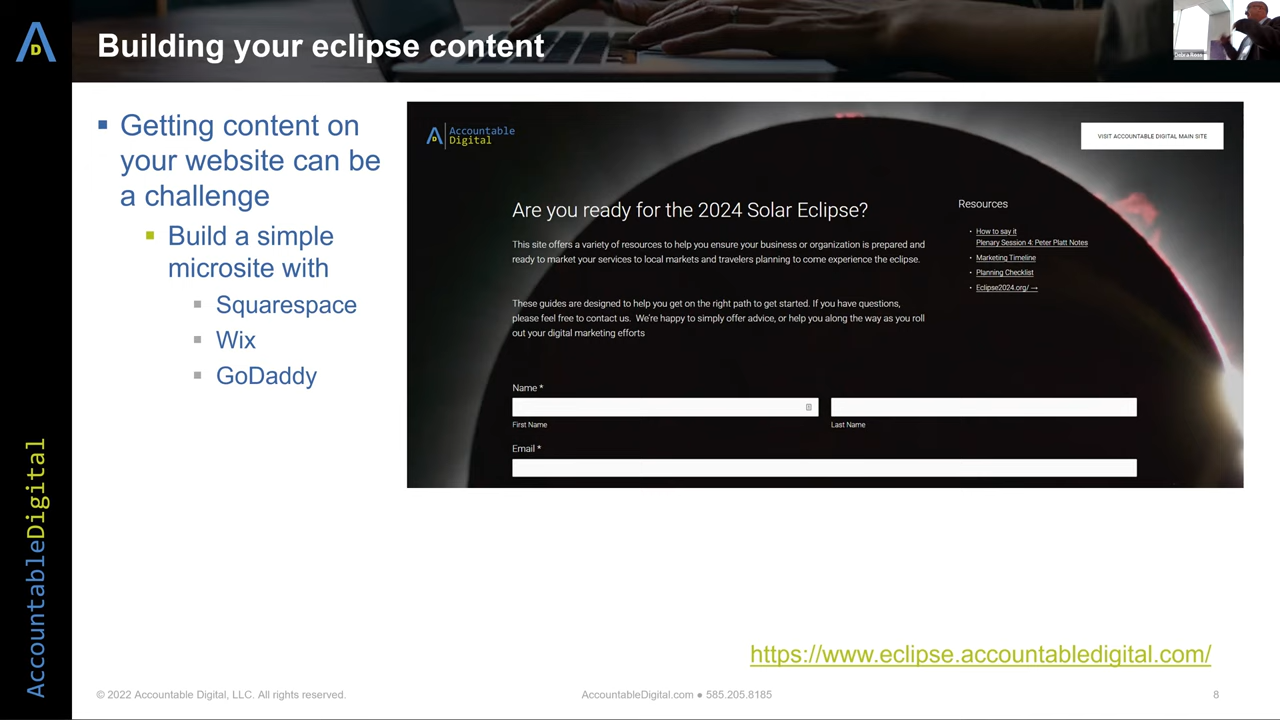 Building your eclipse content
Getting content on
your website can be
a challenge
Build a simple
microsite with
Squarespace
Wix
GoDaddy
Accountable
Digital
VISIT ACCOUNTABLE DIGITAL MAIN SITE
Are you ready for the 2024 Solar Eclipse?
This site offers a variety of resources to help you ensure your business or organization is prepared and
ready to market your services to local markets and travelers planning to come experience the eclipse.
These guides are designed to help you get on the right path to get started. If you have questions,
please feel free to contact us.  We're happy to simply offer advice, or help you along the way as you roll
out your digital marketing efforts
Resources
How to say it
Plenary Session 4: Peter Platt Notes
Marketing Timeline
Planning Checklist
Eclipse2024.org/ →
Name *
First Name
Last Name
Email *
https://www.eclipse.accountabledigital.com/
AccountableDigital
© 2022 Accountable Digital, LLC. All rights reserved.
AccountableDigital.com ● 585.205.8185
8